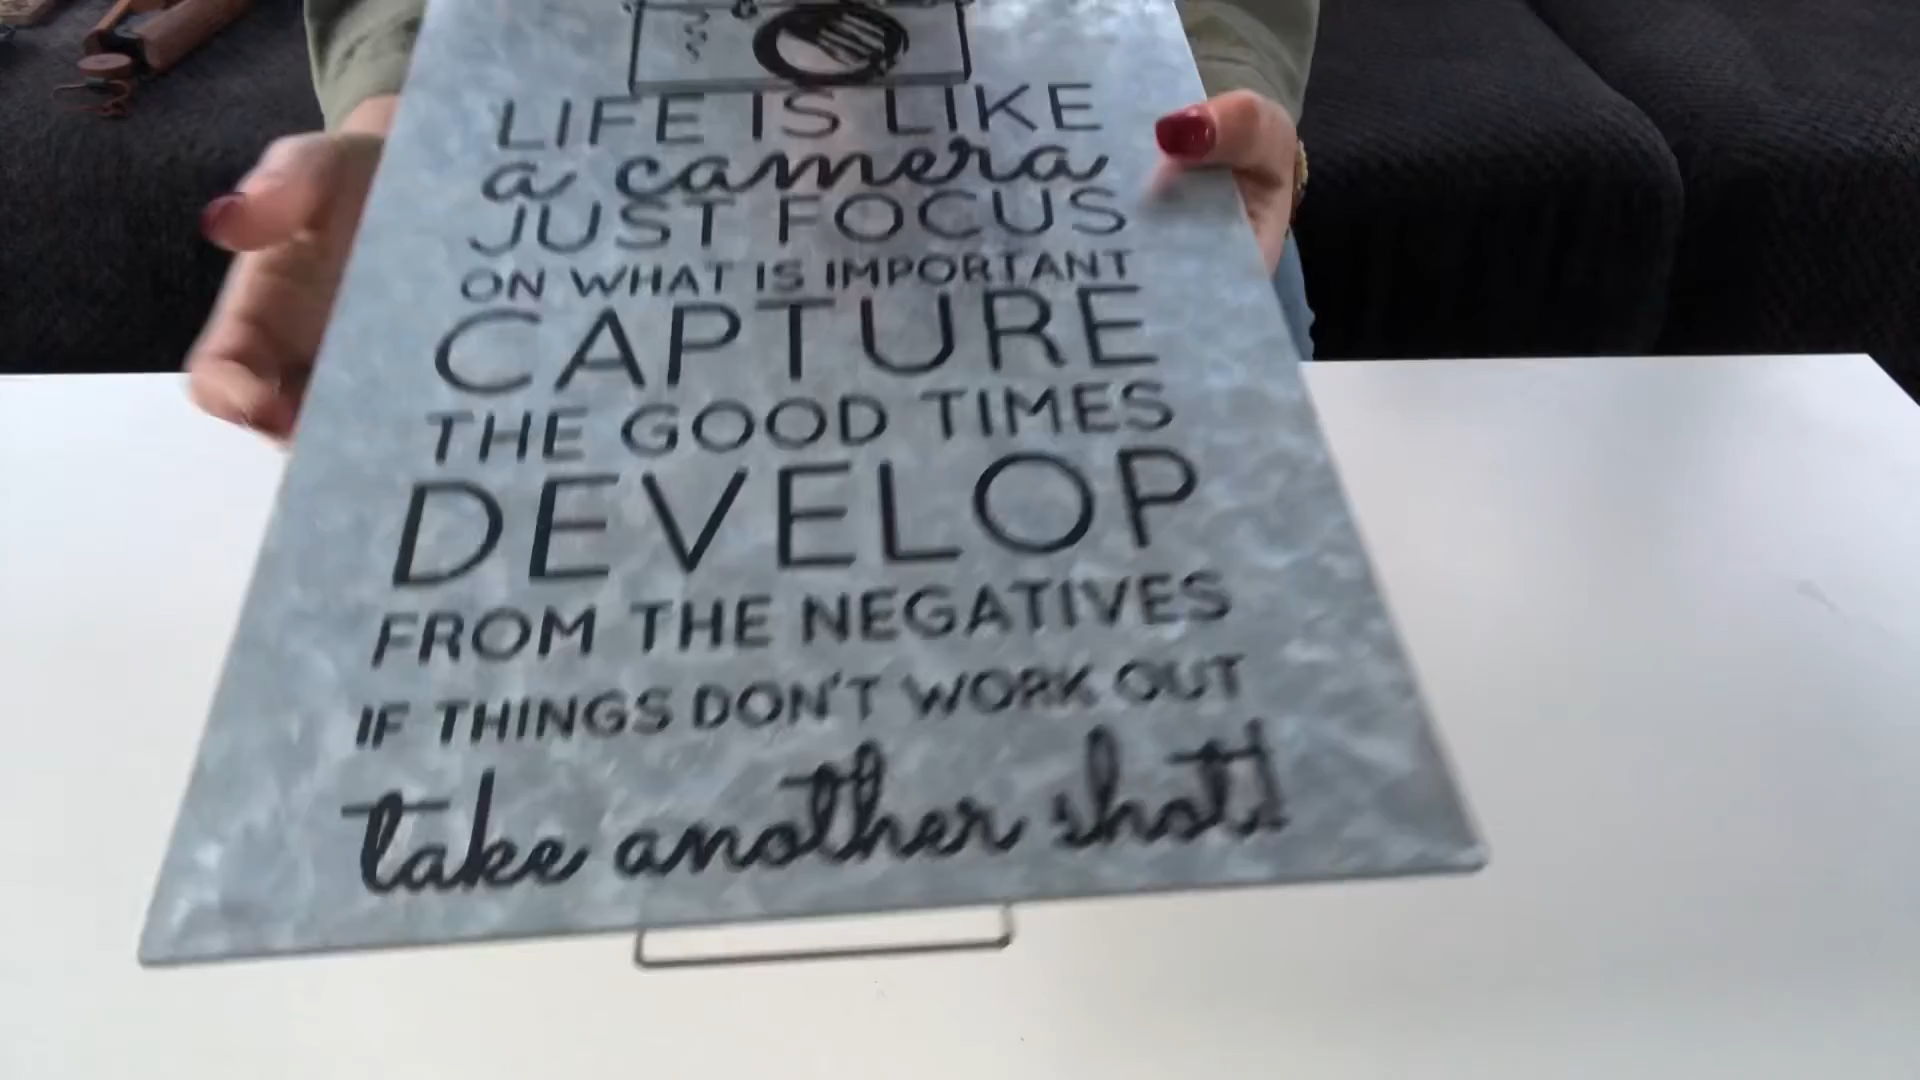 LIFE IS LIKE
a camera
JUST FOCUS
ON WHAT IS IMPORTANT
CAPTURE
THE GOOD TIMES
DEVELOP
FROM THE NEGATIVES
IF THINGS DON'T WORK OUT
take another shot!